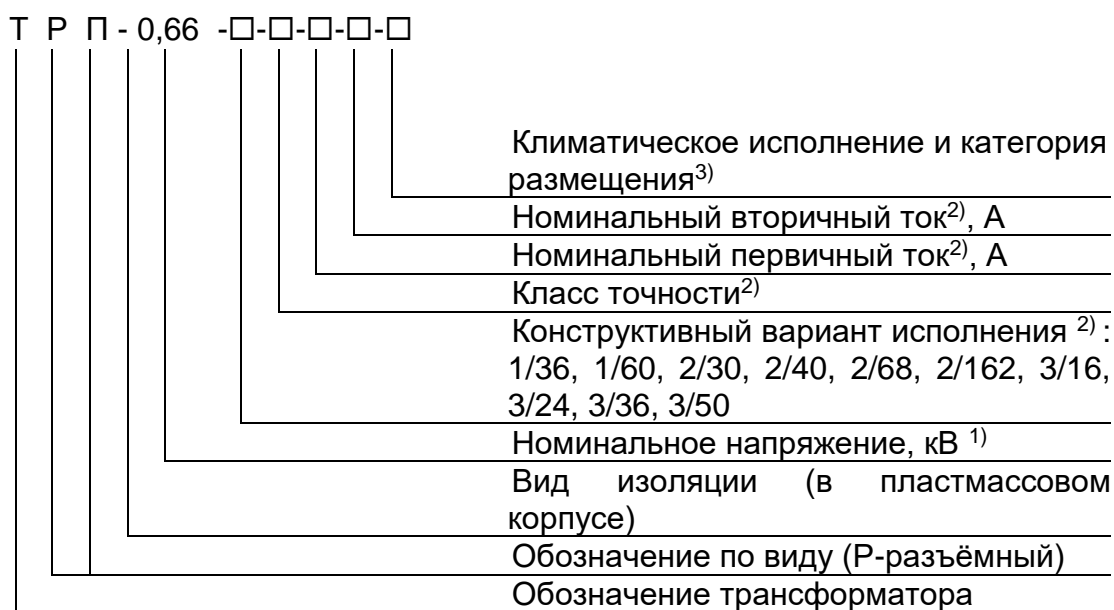 Т Р П - 0,66 -□-□-□-□-□
Климатическое исполнение и категория
размещения3)
Номинальный вторичный ток2), А
Номинальный первичный ток2), А
Класс точности2)
Конструктивный вариант исполнения 2) :
1/36, 1/60, 2/30, 2/40, 2/68, 2/162, 3/16,
3/24, 3/36, 3/50
Номинальное напряжение, кВ 1)
Вид изоляции (в пластмассовом
корпусе)
Обозначение по виду (Р-разъёмный)
Обозначение трансформатора